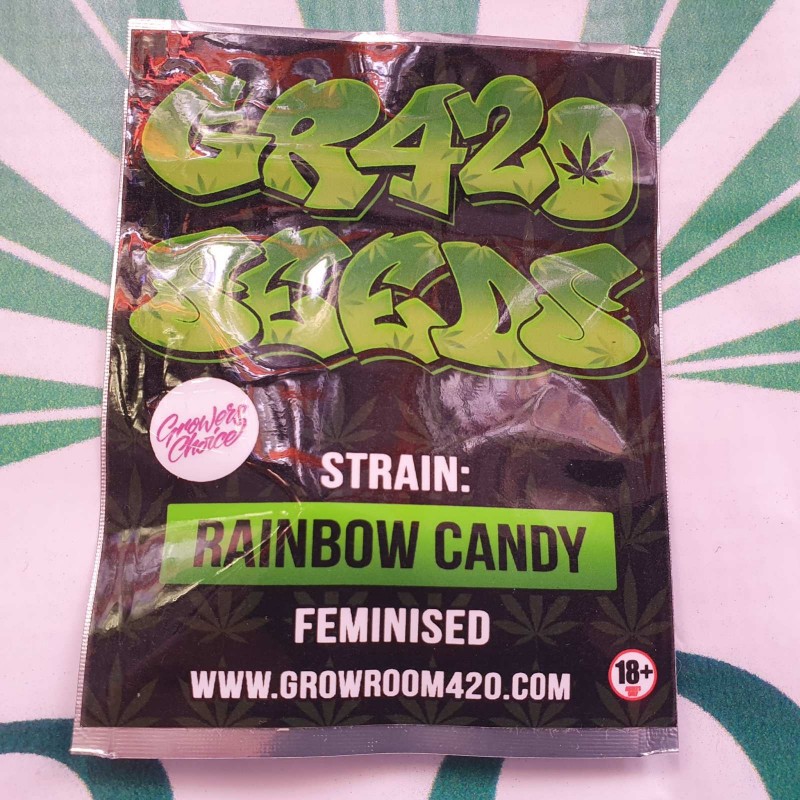 GR420
SEEDS
Growers
Choice
STRAIN:
RAINBOW CANDY
FEMINISED
WWW.GROWROOM420.COM
18+